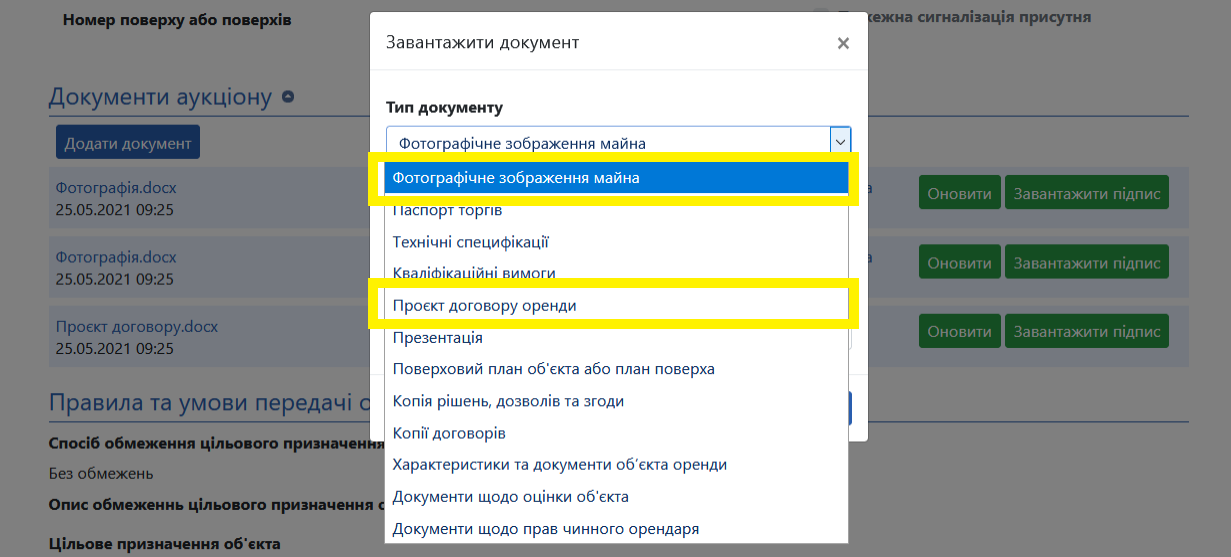 Номер поверху або поверхів
сигналізація присутня
Завантажити документ
×
Тип документу
Документи аукціону
Додати документ
Фотографічне зображення майна
Фотографічне зображення майна
Фотографія.docx
25.05.2021 09:25
Оновити Завантажити підпис
Паспорт торгів
Технічні специфікації
Фотографія.docx
25.05.2021 09:25
Оновити Завантажити підпис
Кваліфікаційні вимоги
Проєкт договору оренди
Проєкт договору.docx
25.05.2021 09:25
Оновити Завантажити підпис
Презентація
Поверховий план об'єкта або план поверха
Копія рішень, дозволів та згоди
Копії договорів
Характеристики та документи об’єкта оренди
Документи щодо оцінки об'єкта
Документи щодо прав чинного орендаря
Правила та умови передачі
Спосіб обмеження цільового призначення
Без обмежень
Опис обмеженнь цільового призначення
Цільове призначення об'єкта